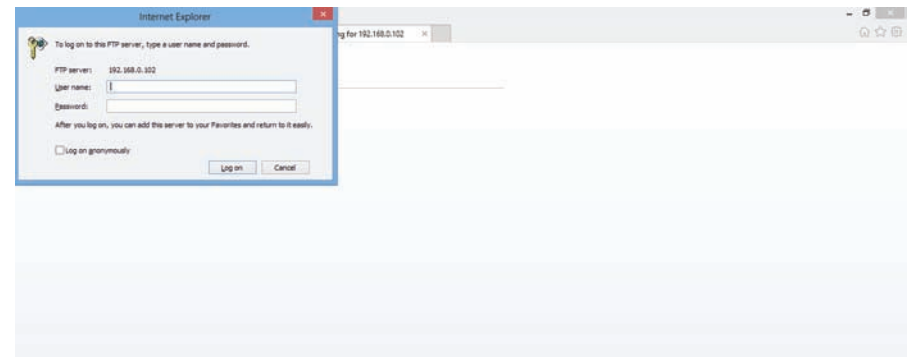 Internet Explorer
To log on to this FTP server, type a user name and password.
FTP server: 192.168.0.102
User name:
Password:
After you log on, you can add this server to your Favorites and return to it easily.
Log on anonymously
Log on Cancel
ng for 192.168.0.102